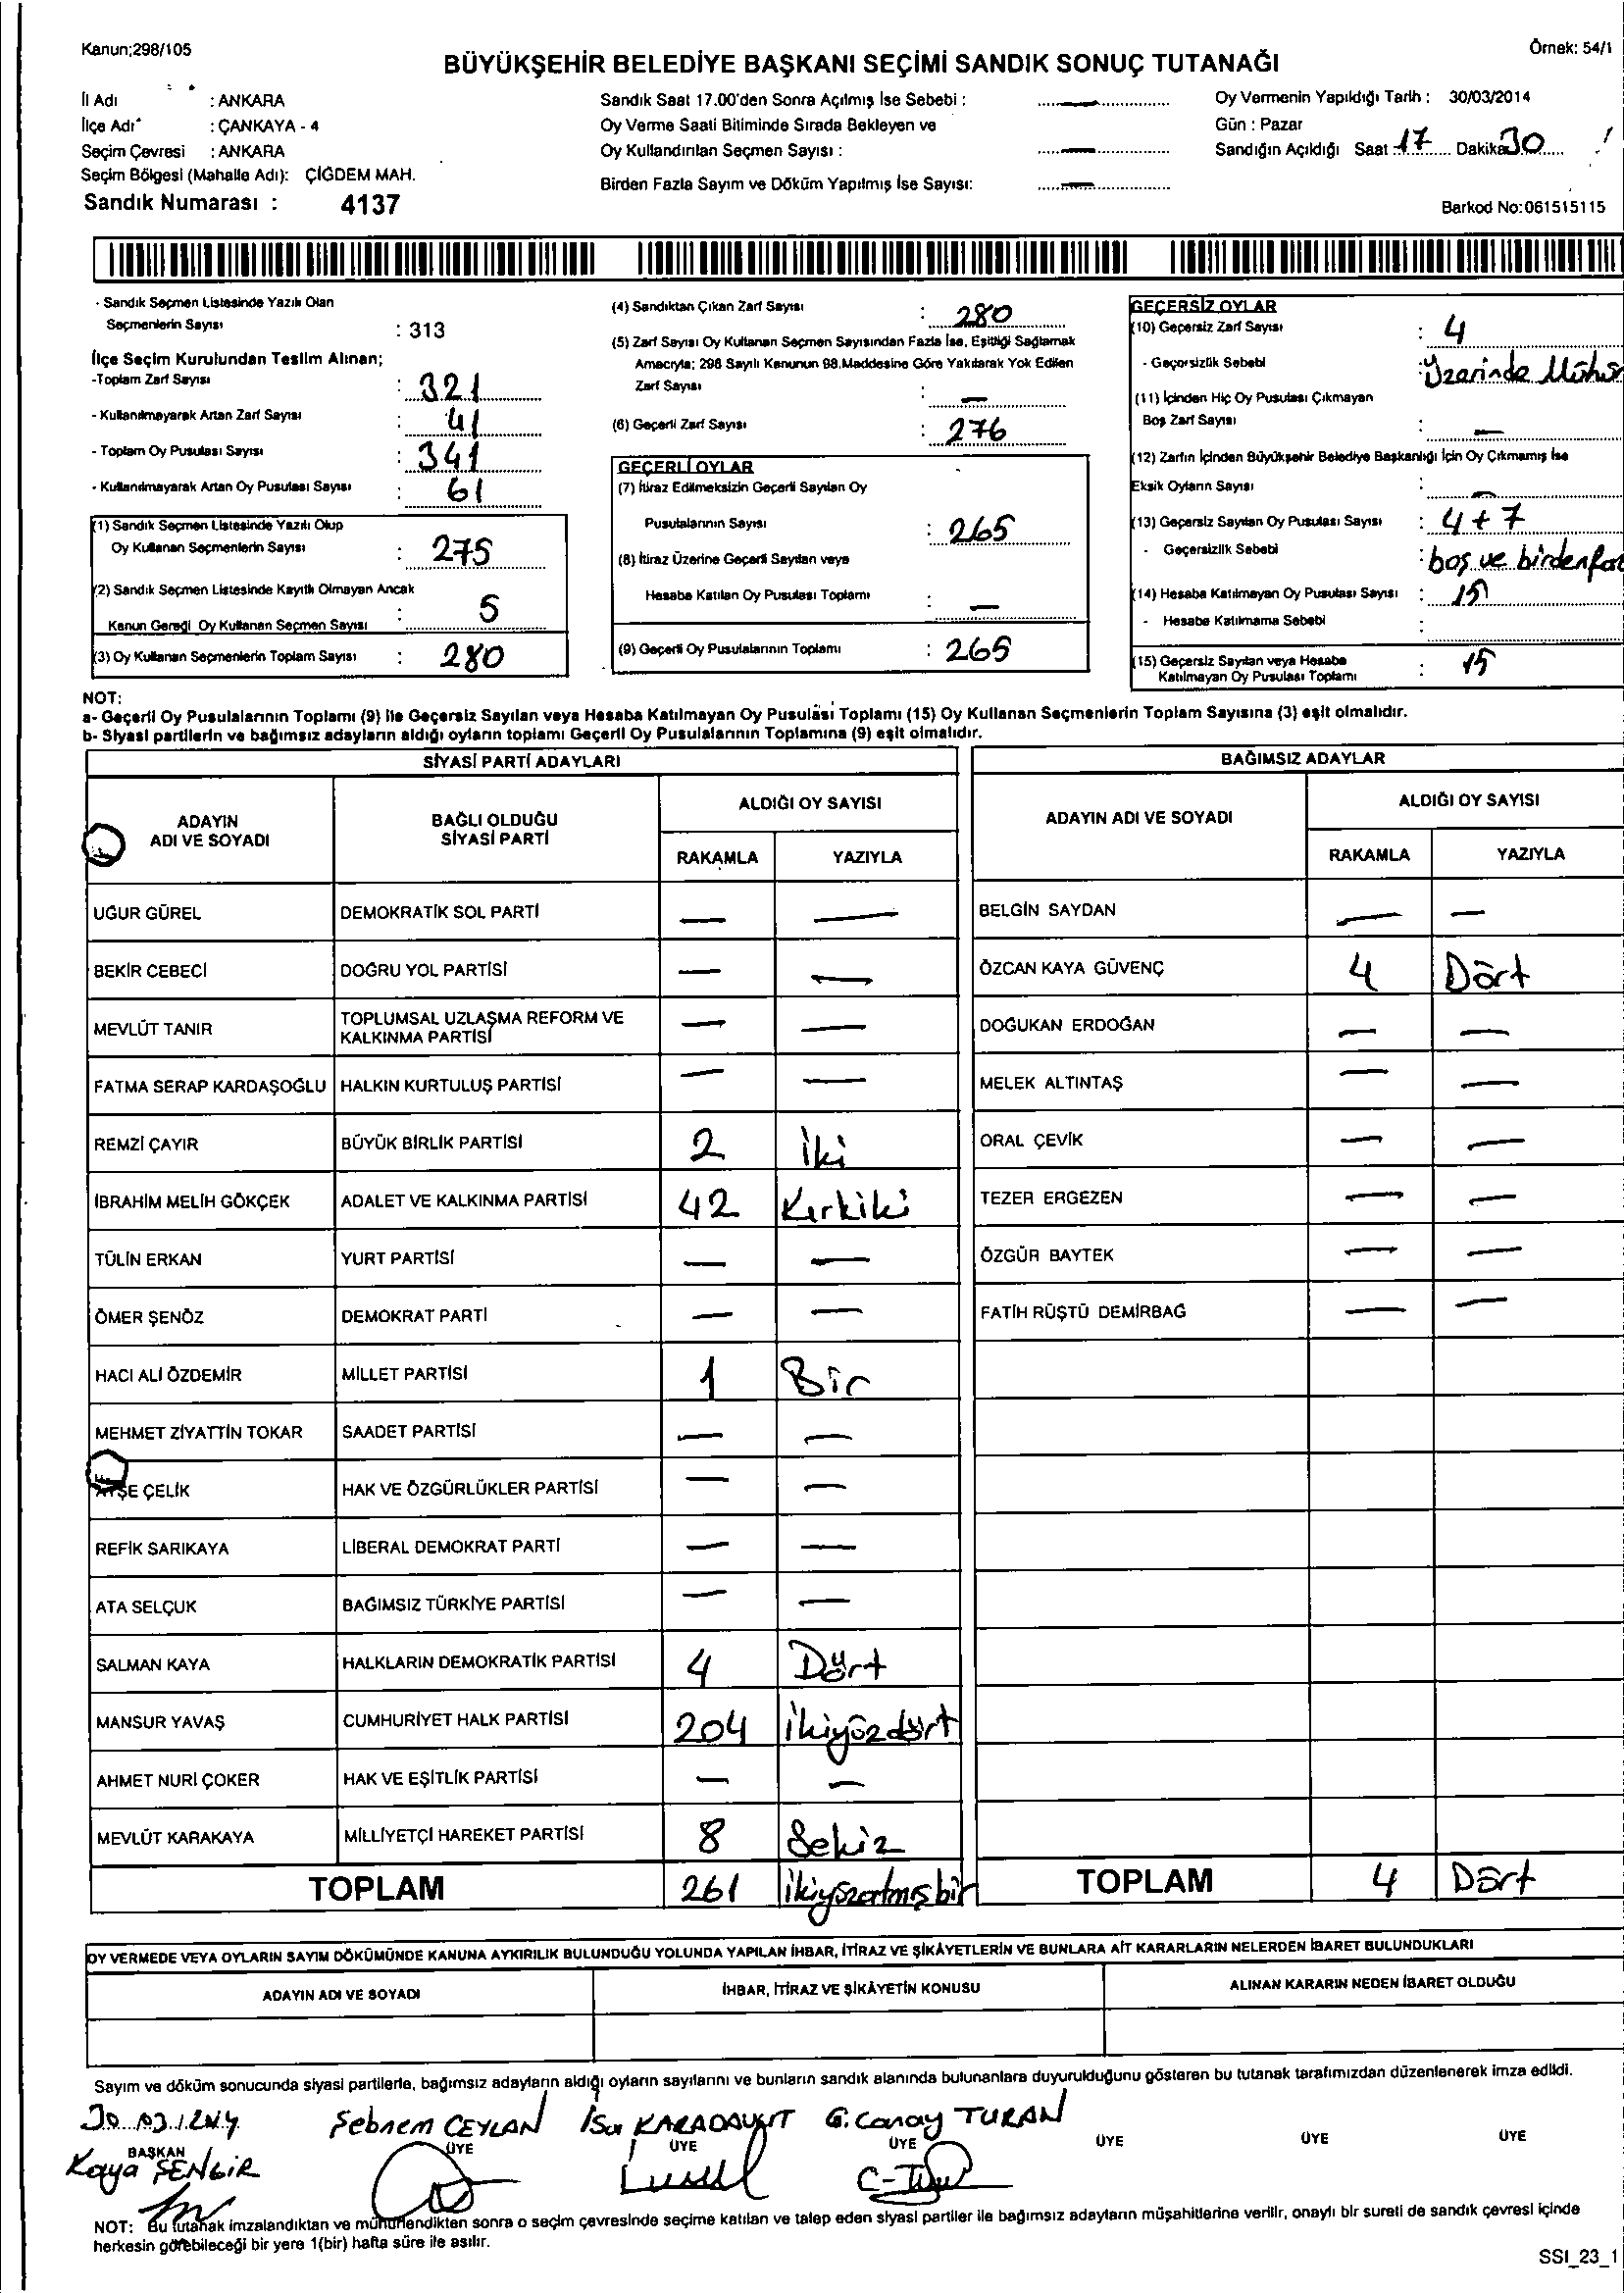 Kanun;298/105
Örnek: 54/1
BÜYÜKŞEHİR BELEDİYE BAŞKANI SEÇİMİ SANDIK SONUÇ TUTANAĞI
İl Adı : ANKARA
İlçe Adı : ÇANKAYA - 4
Seçim Çevresi : ANKARA
Seçim Bölgesi (Mahalle Adı): ÇİĞDEM MAH.
Sandık Numarası : 4137
Sandık Saat 17.00'den Sonra Açılmış İse Sebebi : —
Oy Verme Saati Bitiminde Sırada Bekleyen ve
Oy Kullandırılan Seçmen Sayısı : —
Birden Fazla Sayım ve Döküm Yapılmış İse Sayısı: —
Oy Vermenin Yapıldığı Tarih : 30/03/2014
Gün : Pazar
Sandığın Açıldığı Saat 17 Dakika 30
Barkod No:061515115
- Sandık Seçmen Listesinde Yazılı Olan
Seçmenlerin Sayısı : 313
İlçe Seçim Kurulundan Teslim Alınan;
-Toplam Zarf Sayısı : 321
- Kullanılmayarak Artan Zarf Sayısı : 41
- Toplam Oy Pusulası Sayısı : 341
- Kullanılmayarak Artan Oy Pusulası Sayısı : 61
(1) Sandık Seçmen Listesinde Yazılı Olup
Oy Kullanan Seçmenlerin Sayısı : 275
(2) Sandık Seçmen Listesinde Kayıtlı Olmayan Ancak
Kanun Gereği Oy Kullanan Seçmen Sayısı : 5
(3) Oy Kullanan Seçmenlerin Toplam Sayısı : 280
(4) Sandıktan Çıkan Zarf Sayısı : 280
(5) Zarf Sayısı Oy Kullanan Seçmen Sayısından Fazla İse, Eşitliği Sağlamak
Amacıyla; 298 Sayılı Kanunun 98.Maddesine Göre Yakılarak Yok Edilen
Zarf Sayısı : —
(6) Geçerli Zarf Sayısı : 276
GEÇERLİ OYLAR
(7) İtiraz Edilmeksizin Geçerli Sayılan Oy
Pusulalarının Sayısı : 265
(8) İtiraz Üzerine Geçerli Sayılan veya
Hesaba Katılan Oy Pusulası Toplamı : —
(9) Geçerli Oy Pusulalarının Toplamı : 265
GEÇERSİZ OYLAR
(10) Geçersiz Zarf Sayısı : 4
- Geçersizlik Sebebi : Üzerinde Mühür
(11) İçinden Hiç Oy Pusulası Çıkmayan
Boş Zarf Sayısı : —
(12) Zarfın İçinden Büyükşehir Belediye Başkanlığı İçin Oy Çıkmamış İse
Eksik Oyların Sayısı : —
(13) Geçersiz Sayılan Oy Pusulası Sayısı : 4+7
- Geçersizlik Sebebi : boş ve birden faz
(14) Hesaba Katılmayan Oy Pusulası Sayısı : 15
- Hesaba Katılmama Sebebi :
(15) Geçersiz Sayılan veya Hesaba
Katılmayan Oy Pusulası Toplamı : 15
NOT:
a- Geçerli Oy Pusulalarının Toplamı (9) ile Geçersiz Sayılan veya Hesaba Katılmayan Oy Pusulası Toplamı (15) Oy Kullanan Seçmenlerin Toplam Sayısına (3) eşit olmalıdır.
b- Siyasi partilerin ve bağımsız adayların aldığı oyların toplamı Geçerli Oy Pusulalarının Toplamına (9) eşit olmalıdır.
SİYASİ PARTİ ADAYLARI
ADAYIN ADI VE SOYADI
BAĞLI OLDUĞU SİYASİ PARTİ
ALDIĞI OY SAYISI
RAKAMLA YAZIYLA
UĞUR GÜREL DEMOKRATİK SOL PARTİ — —
BEKİR CEBECİ DOĞRU YOL PARTİSİ — —
MEVLÜT TANIR TOPLUMSAL UZLAŞMA REFORM VE KALKINMA PARTİSİ — —
FATMA SERAP KARDAŞOĞLU HALKIN KURTULUŞ PARTİSİ — —
REMZİ ÇAYIR BÜYÜK BİRLİK PARTİSİ 2 İki
İBRAHİM MELİH GÖKÇEK ADALET VE KALKINMA PARTİSİ 42 Kırkiki
TÜLİN ERKAN YURT PARTİSİ — —
ÖMER ŞENÖZ DEMOKRAT PARTİ — —
HACI ALİ ÖZDEMİR MİLLET PARTİSİ 1 Bir
MEHMET ZİYATTİN TOKAR SAADET PARTİSİ — —
AYŞE ÇELİK HAK VE ÖZGÜRLÜKLER PARTİSİ — —
REFİK SARIKAYA LİBERAL DEMOKRAT PARTİ — —
ATA SELÇUK BAĞIMSIZ TÜRKİYE PARTİSİ — —
SALMAN KAYA HALKLARIN DEMOKRATİK PARTİSİ 4 Dört
MANSUR YAVAŞ CUMHURİYET HALK PARTİSİ 204 ikiyüzdört
AHMET NURİ ÇOKER HAK VE EŞİTLİK PARTİSİ — —
MEVLÜT KARAKAYA MİLLİYETÇİ HAREKET PARTİSİ 8 Sekiz
TOPLAM 261 ikiyüzatmışbir
BAĞIMSIZ ADAYLAR
ADAYIN ADI VE SOYADI
ALDIĞI OY SAYISI
RAKAMLA YAZIYLA
BELGİN SAYDAN — —
ÖZCAN KAYA GÜVENÇ 4 Dört
DOĞUKAN ERDOĞAN — —
MELEK ALTINTAŞ — —
ORAL ÇEVİK — —
TEZER ERGEZEN — —
ÖZGÜR BAYTEK — —
FATİH RÜŞTÜ DEMİRBAĞ — —
TOPLAM 4 Dört
OY VERMEDE VEYA OYLARIN SAYIM DÖKÜMÜNDE KANUNA AYKIRILIK BULUNDUĞU YOLUNDA YAPILAN İHBAR, İTİRAZ VE ŞİKÂYETLERİN VE BUNLARA AİT KARARLARIN NELERDEN İBARET BULUNDUKLARI
ADAYIN ADI VE SOYADI
İHBAR, İTİRAZ VE ŞİKÂYETİN KONUSU
ALINAN KARARIN NEDEN İBARET OLDUĞU
Sayım ve döküm sonucunda siyasi partilerle, bağımsız adayların aldığı oyların sayılarını ve bunların sandık alanında bulunanlara duyurulduğunu gösteren bu tutanak tarafımızdan düzenlenerek imza edildi.
30.03.2014 Şebnem CEYLAN İsa KARADAVUT G. Canay TURAN
BAŞKAN ÜYE ÜYE ÜYE ÜYE ÜYE ÜYE
Kaya ŞENGİR
NOT: Bu tutanak imzalandıktan ve mühürlendikten sonra o seçim çevresinde seçime katılan ve talep eden siyasi partiler ile bağımsız adayların müşahitlerine verilir, onaylı bir sureti de sandık çevresi içinde
herkesin görebileceği bir yere 1(bir) hafta süre ile asılır.
SSI_23_1